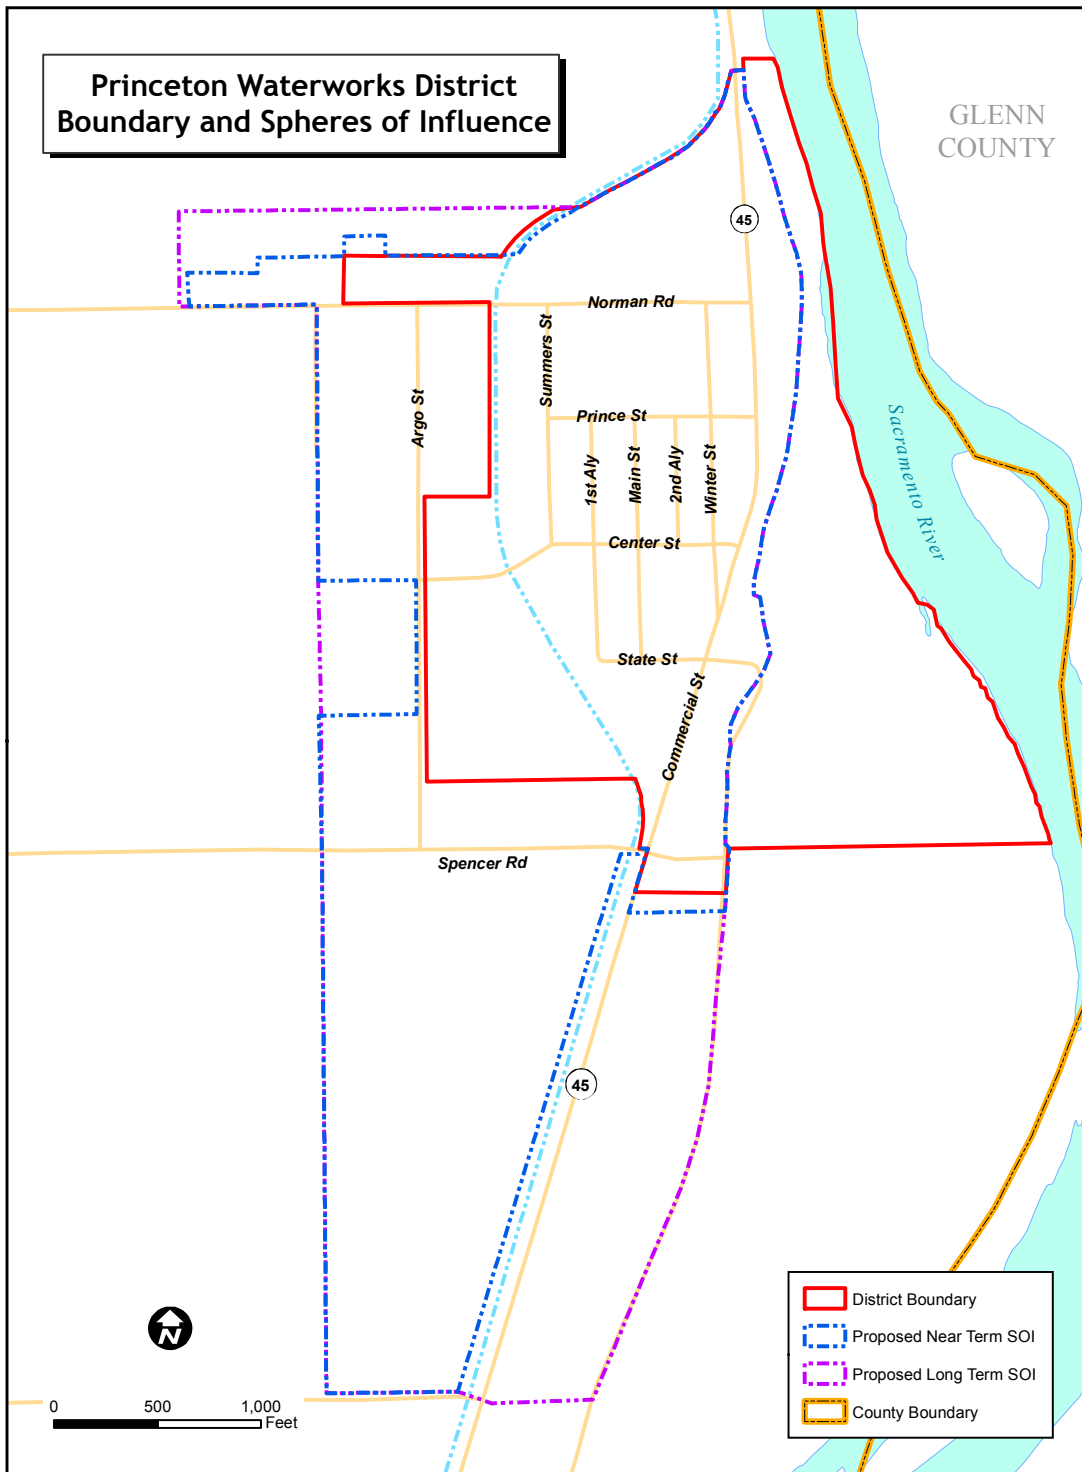 Princeton Waterworks District
Boundary and Spheres of Influence
GLENN
COUNTY
45
Norman Rd
Summers St
Argo St
Prince St
1st Aly
Main St
2nd Aly
Winter St
Center St
Sacramento River
State St
Commercial St
Spencer Rd
45
N
0 500 1,000
Feet
District Boundary
Proposed Near Term SOI
Proposed Long Term SOI
County Boundary